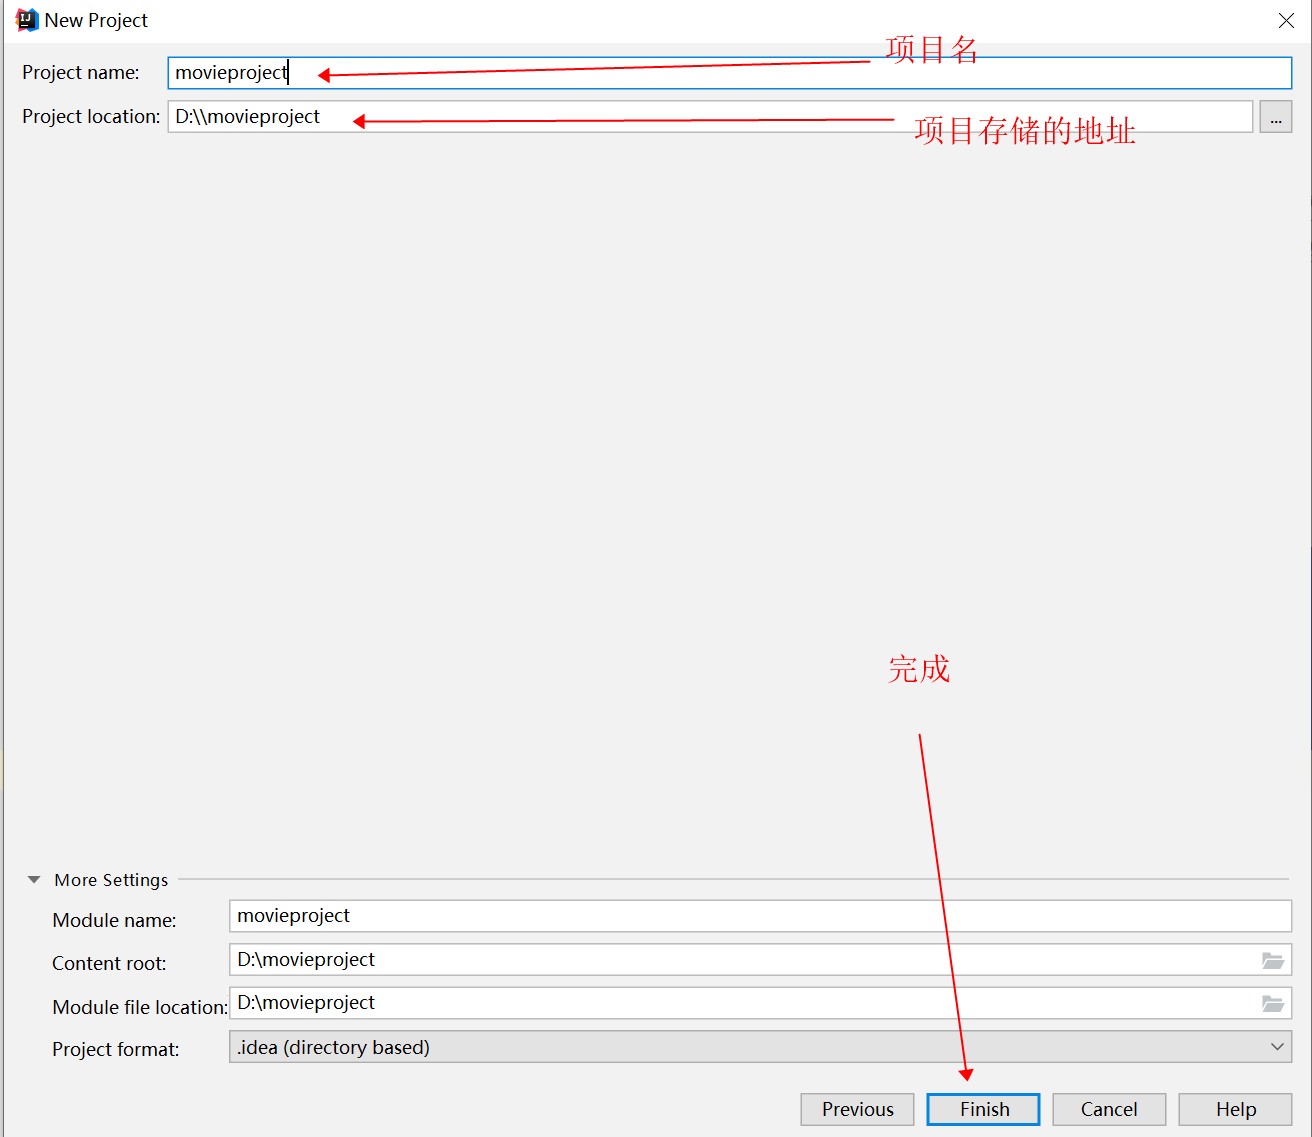 New Project
项目名
Project name: movieproject
Project location: D:\\movieproject ...
项目存储的地址
完成
More Settings
Module name: movieproject
Content root: D:\movieproject
Module file location: D:\movieproject
Project format: .idea (directory based)
Previous Finish Cancel Help